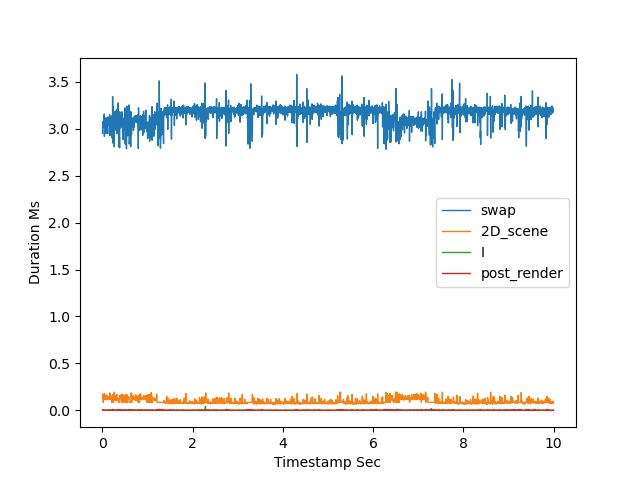 3.5
3.0
2.5
2.0
1.5
1.0
0.5
0.0
Duration Ms
swap
2D_scene
I
post_render
0 2 4 6 8 10
Timestamp Sec